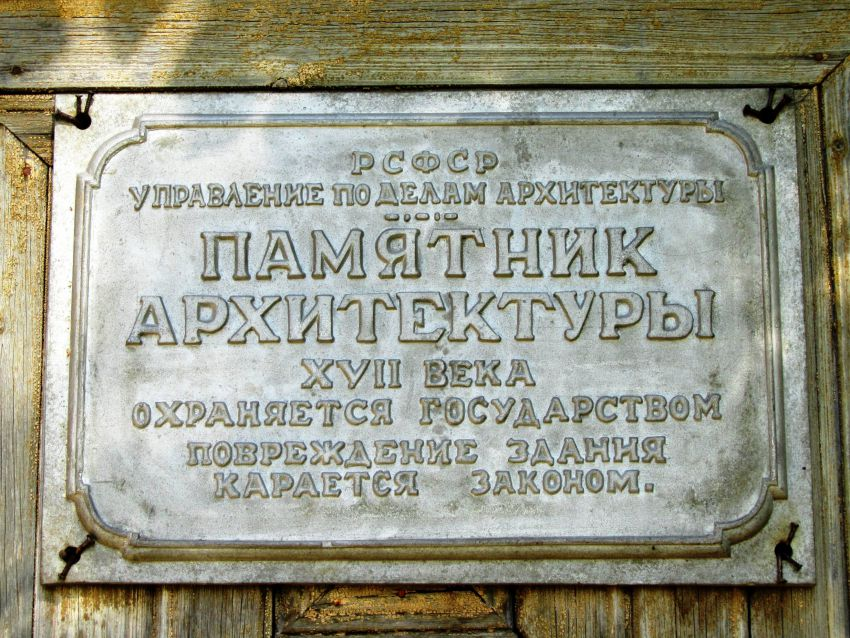 РСФСР
УПРАВЛЕНИЕ ПО ДЕЛАМ АРХИТЕКТУРЫ
ПАМЯТНИК
АРХИТЕКТУРЫ
XVII ВЕКА
ОХРАНЯЕТСЯ ГОСУДАРСТВОМ
ПОВРЕЖДЕНИЕ ЗДАНИЯ
КАРАЕТСЯ ЗАКОНОМ.